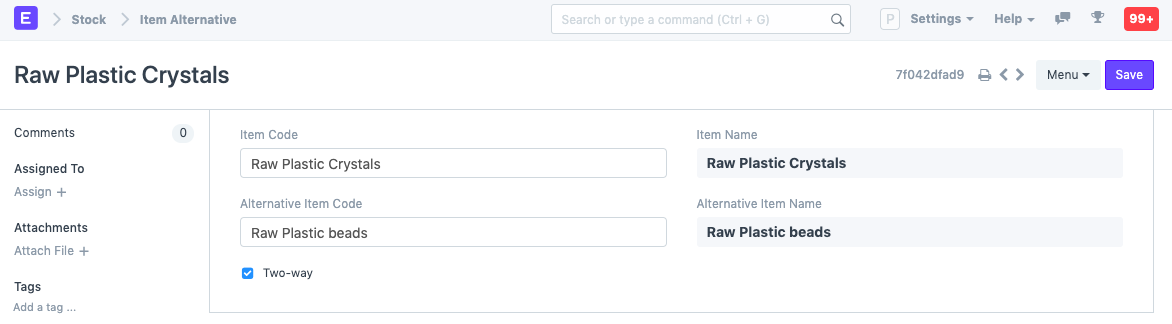 E Stock Item Alternative Search or type a command (Ctrl + G) P Settings Help 99+
Raw Plastic Crystals 7f042dfad9 Menu Save
Comments 0
Item Code Item Name
Raw Plastic Crystals Raw Plastic Crystals
Assigned To
Assign +
Alternative Item Code Alternative Item Name
Raw Plastic beads Raw Plastic beads
Attachments
Attach File +
Two-way
Tags
Add a tag ...